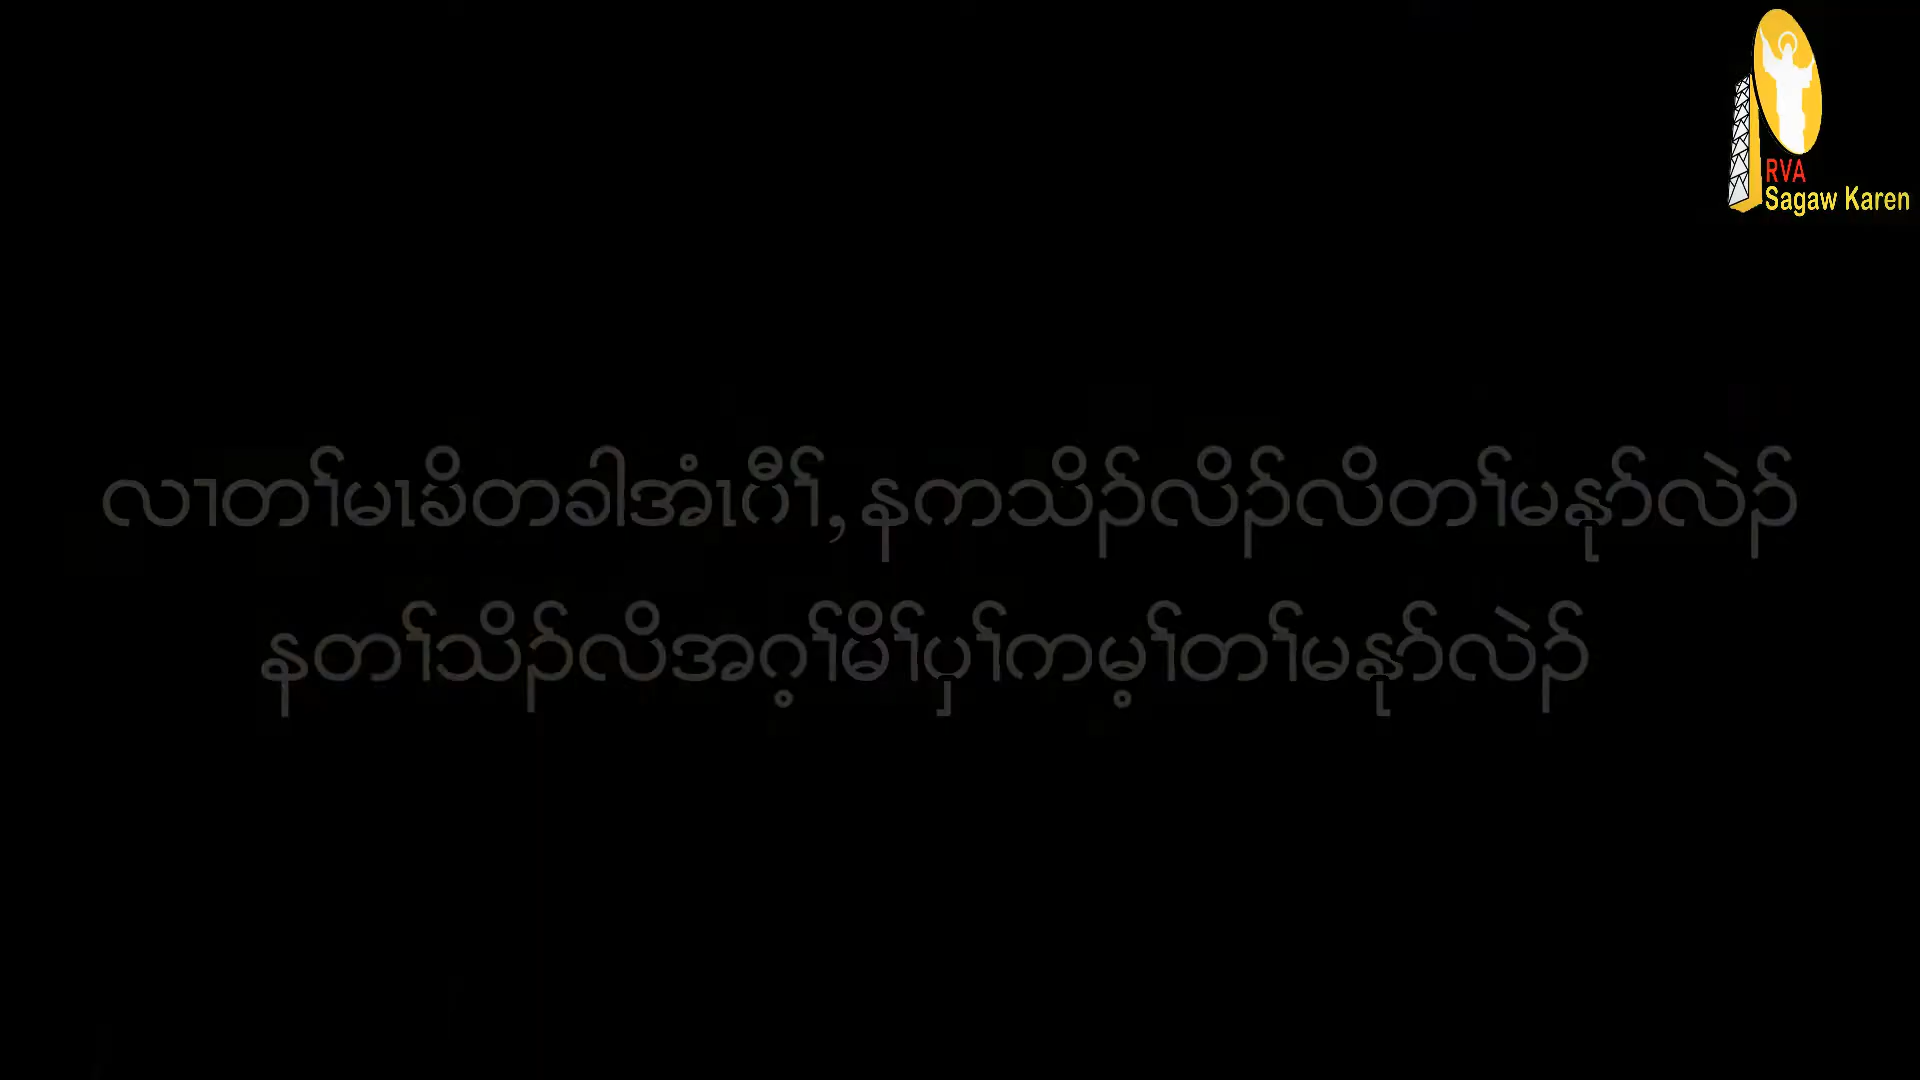 RVA
Sagaw Karen
လၢတၢ်မၤခိတခါအံၤဂီၢ်,နကသိၣ်လိၣ်လိတၢ်မနုာ်လဲၣ်
နတၢ်သိၣ်လိအဂ့ၢ်မိၢ်ပှၢ်ကမ့ၢ်တၢ်မနုာ်လဲၣ်